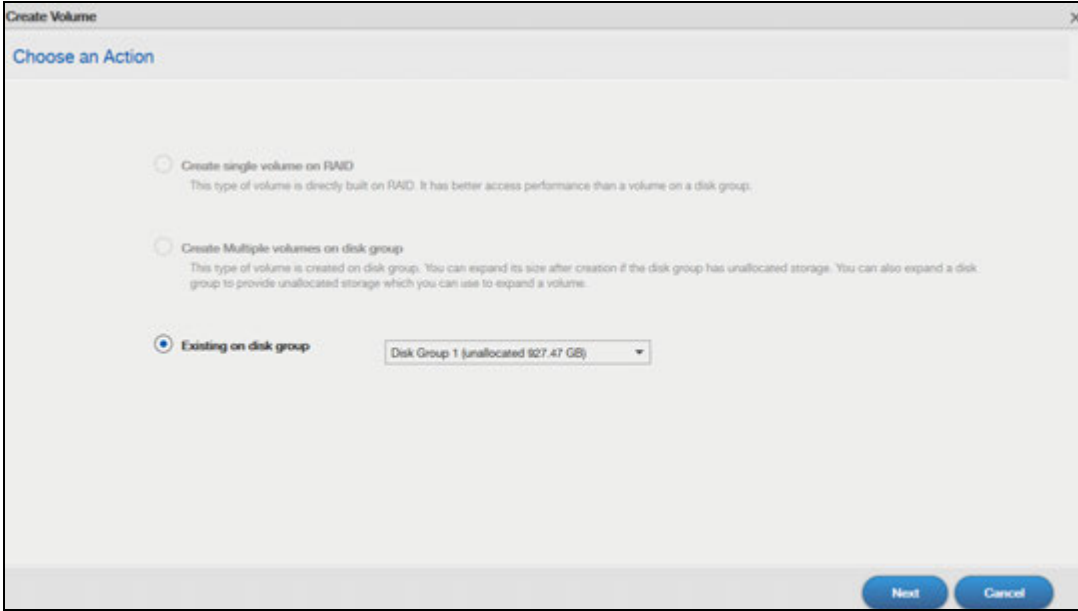 Create Volume
Choose an Action
Create single volume on RAID
This type of volume is directly built on RAID. It has better access performance than a volume on a disk group.
Create Multiple volumes on disk group
This type of volume is created on disk group. You can expand its size after creation if the disk group has unallocated storage. You can also expand a disk
group to provide unallocated storage which you can use to expand a volume.
Existing on disk group
Disk Group 1 (unallocated 927.47 GB)
Next Cancel